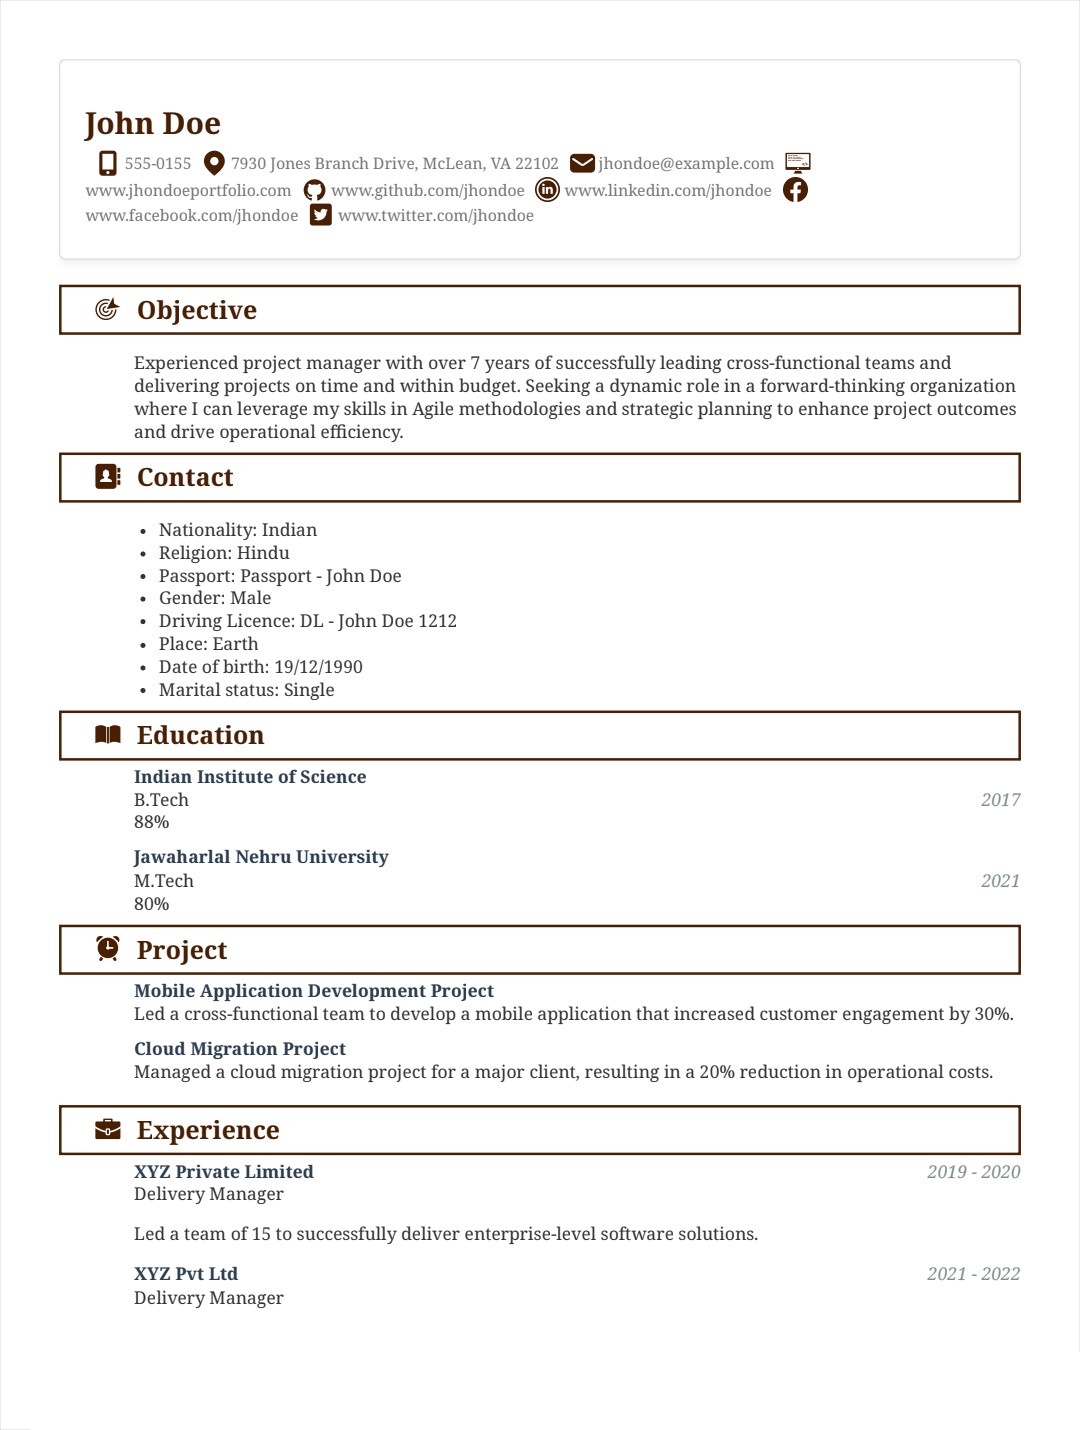 John Doe
555-0155 7930 Jones Branch Drive, McLean, VA 22102 jhondoe@example.com
www.jhondoeportfolio.com www.github.com/jhondoe www.linkedin.com/jhondoe
www.facebook.com/jhondoe www.twitter.com/jhondoe
Objective
Experienced project manager with over 7 years of successfully leading cross-functional teams and
delivering projects on time and within budget. Seeking a dynamic role in a forward-thinking organization
where I can leverage my skills in Agile methodologies and strategic planning to enhance project outcomes
and drive operational efficiency.
Contact
• Nationality: Indian
• Religion: Hindu
• Passport: Passport - John Doe
• Gender: Male
• Driving Licence: DL - John Doe 1212
• Place: Earth
• Date of birth: 19/12/1990
• Marital status: Single
Education
Indian Institute of Science
B.Tech 2017
88%
Jawaharlal Nehru University
M.Tech 2021
80%
Project
Mobile Application Development Project
Led a cross-functional team to develop a mobile application that increased customer engagement by 30%.
Cloud Migration Project
Managed a cloud migration project for a major client, resulting in a 20% reduction in operational costs.
Experience
XYZ Private Limited 2019 - 2020
Delivery Manager
Led a team of 15 to successfully deliver enterprise-level software solutions.
XYZ Pvt Ltd 2021 - 2022
Delivery Manager